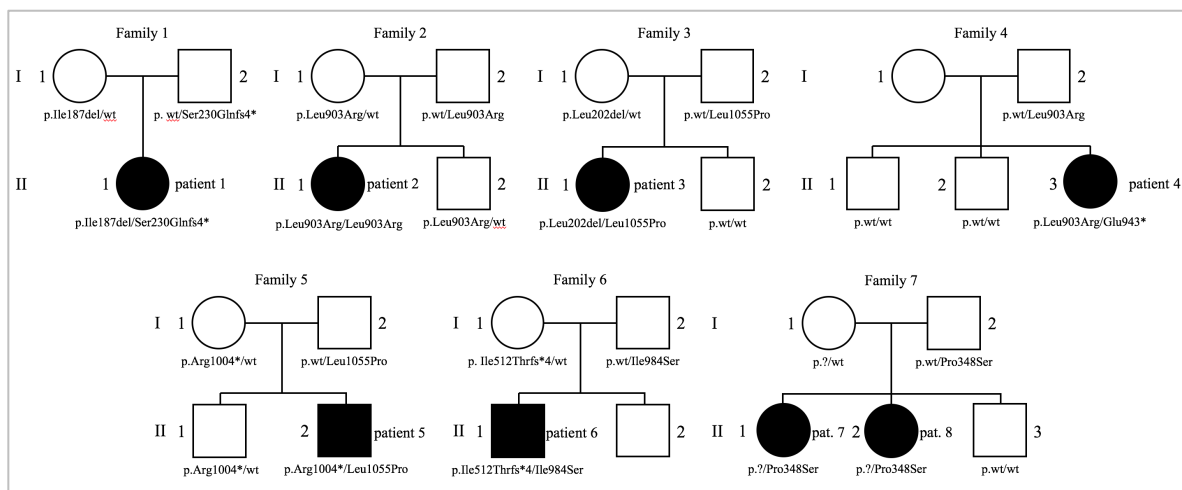 Family 1 Family 2 Family 3 Family 4
I 1 2 I 1 2 I 1 2 I 1 2
p.Ile187del/wt p. wt/Ser230Glnfs4* p.Leu903Arg/wt p.wt/Leu903Arg p.Leu202del/wt p.wt/Leu1055Pro p.wt/Leu903Arg
II 1 patient 1 II 1 patient 2 2 II 1 patient 3 2 II 1 2 3 patient 4
p.Ile187del/Ser230Glnfs4* p.Leu903Arg/Leu903Arg p.Leu903Arg/wt p.Leu202del/Leu1055Pro p.wt/wt p.wt/wt p.wt/wt p.Leu903Arg/Glu943*
Family 5 Family 6 Family 7
I 1 2 I 1 2 I 1 2
p.Arg1004*/wt p.wt/Leu1055Pro p. Ile512Thrfs*4/wt p.wt/Ile984Ser p.?/wt p.wt/Pro348Ser
II 1 2 patient 5 II 1 patient 6 2 II 1 pat. 7 2 pat. 8 3
p.Arg1004*/wt p.Arg1004*/Leu1055Pro p.Ile512Thrfs*4/Ile984Ser p.?/Pro348Ser p.?/Pro348Ser p.wt/wt